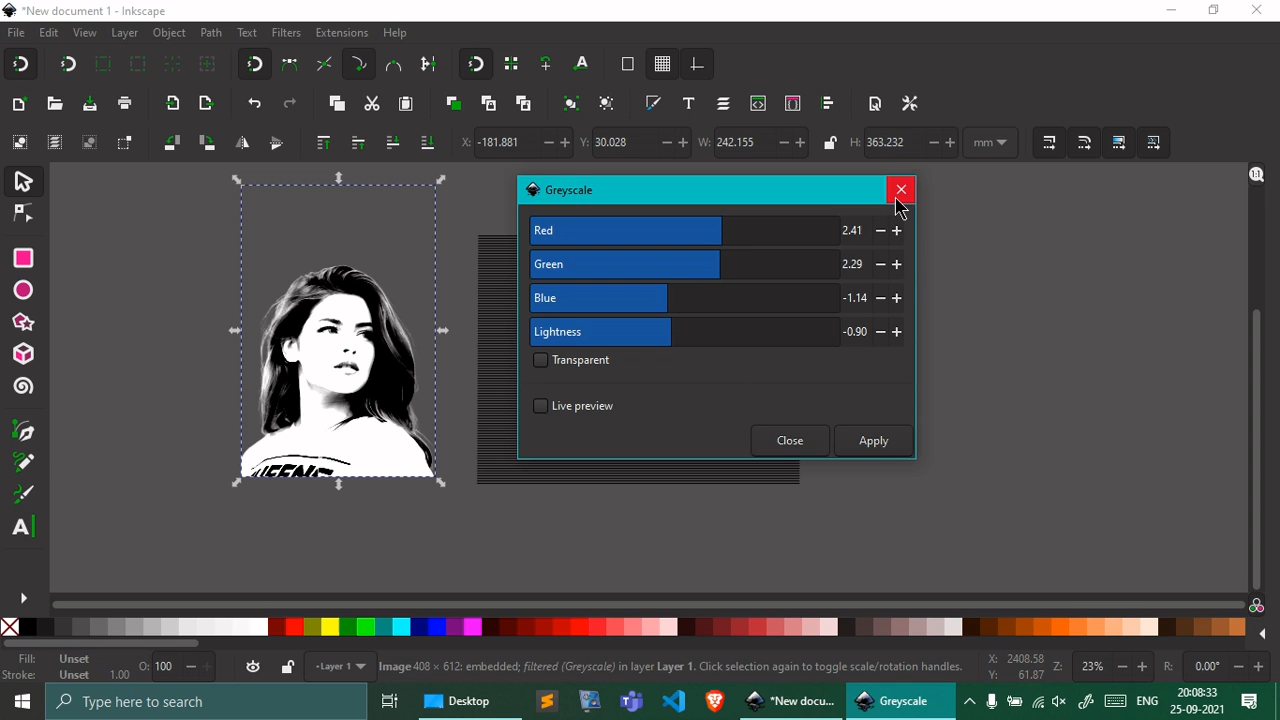 *New document 1 - Inkscape
File Edit View Layer Object Path Text Filters Extensions Help
X: -181.881 Y: 30.028 W: 242.155 H: 363.232 mm
Greyscale
Red 2.41
Green 2.29
Blue -1.14
Lightness -0.90
Transparent
Live preview
Close Apply
QUEENS
Fill: Unset O: 100 -Layer 1 Image 408 × 612: embedded; filtered (Greyscale) in layer Layer 1. Click selection again to toggle scale/rotation handles. X: 2408.58 Z: 23% R: 0.00°
Stroke: Unset 1.00 Y: 61.87
Type here to search Desktop *New docu... Greyscale ENG 20:08:33
25-09-2021